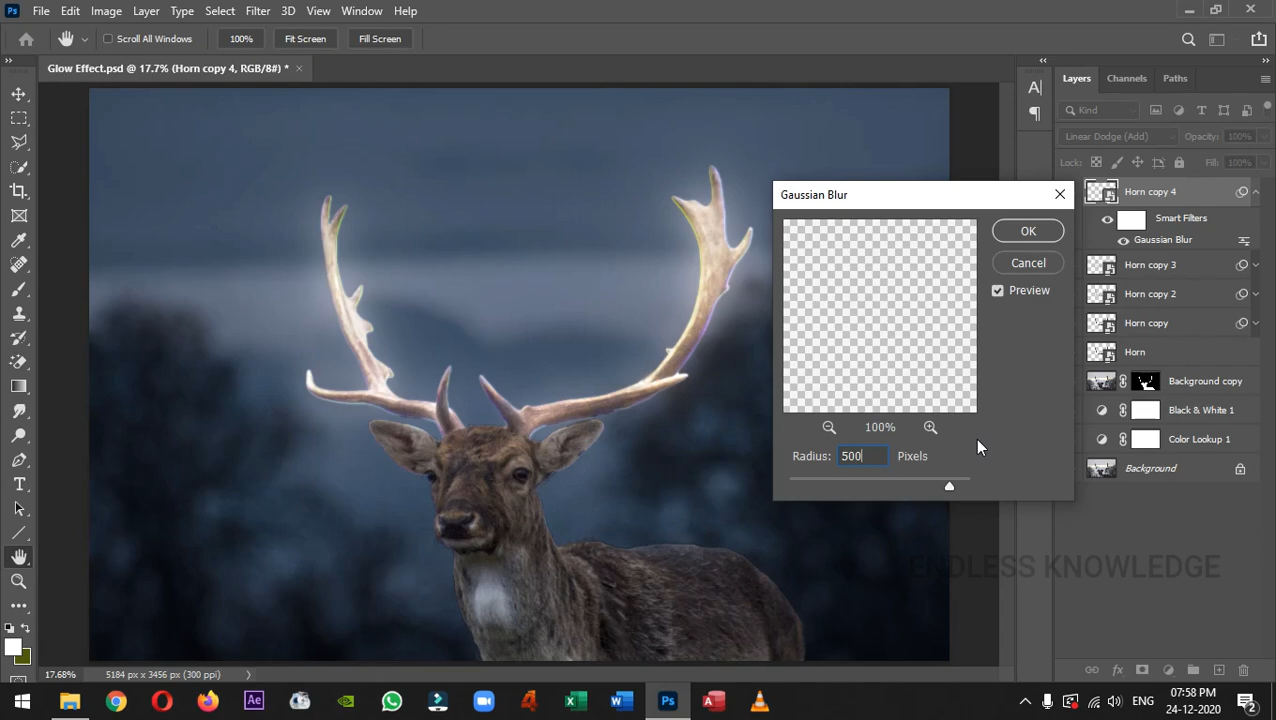 Ps File Edit Image Layer Type Select Filter 3D View Window Help
Scroll All Windows 100% Fit Screen Fill Screen
Glow Effect.psd @ 17.7% (Horn copy 4, RGB/8#) * ×
Gaussian Blur
OK
Cancel
Preview
100%
Radius: 500 Pixels
Layers Channels Paths
Kind
Linear Dodge (Add) Opacity: 100%
Lock: Fill: 100%
Horn copy 4
Smart Filters
Gaussian Blur
Horn copy 3
Horn copy 2
Horn copy
Horn
Background copy
Black & White 1
Color Lookup 1
Background
ENDLESS KNOWLEDGE
17.68% 5184 px x 3456 px (300 ppi)
Ae Ps ENG 07:58 PM
24-12-2020
2